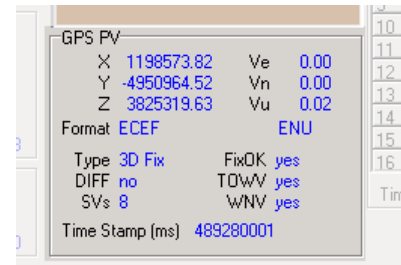 GPS PV
X 1198573.82 Ve 0.00
Y -4950964.52 Vn 0.00
Z 3825319.63 Vu 0.02
Format ECEF ENU
Type 3D Fix FixOK yes
DIFF no TOWV yes
SVs 8 WNV yes
Time Stamp (ms) 489280001
10
11
12
13
14
15
16